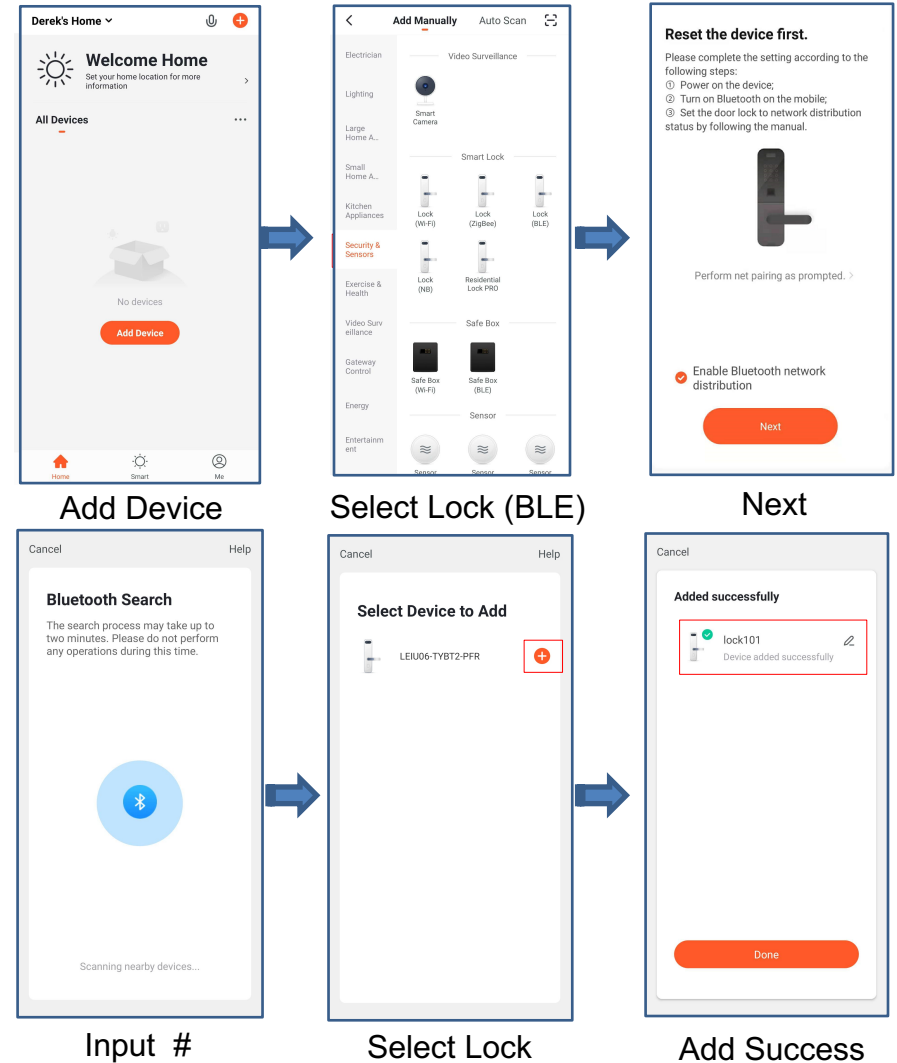 Derek's Home
Welcome Home
Set your home location for more
information
All Devices
No devices
Add Device
Home
Smart
Me
Add Device
Add Manually
Auto Scan
Electrician
Lighting
Large
Home A...
Small
Home A...
Kitchen
Appliances
Security &
Sensors
Exercise &
Health
Video Surv
eillance
Gateway
Control
Energy
Entertainm
ent
Video Surveillance
Smart
Camera
Smart Lock
Lock
(Wi-Fi)
Lock
(ZigBee)
Lock
(BLE)
Lock
(NB)
Residential
Lock PRO
Safe Box
Safe Box
(Wi-Fi)
Safe Box
(BLE)
Sensor
Sensor
Sensor
Sensor
Select Lock (BLE)
Reset the device first.
Please complete the setting according to the
following steps:
① Power on the device;
② Turn on Bluetooth on the mobile;
③ Set the door lock to network distribution
status by following the manual.
Perform net pairing as prompted. >
Enable Bluetooth network
distribution
Next
Next
Cancel
Help
Bluetooth Search
The search process may take up to
two minutes. Please do not perform
any operations during this time.
Scanning nearby devices...
Input #
Cancel
Help
Select Device to Add
LEIU06-TYBT2-PFR
Select Lock
Cancel
Added successfully
lock101
Device added successfully
Done
Add Success